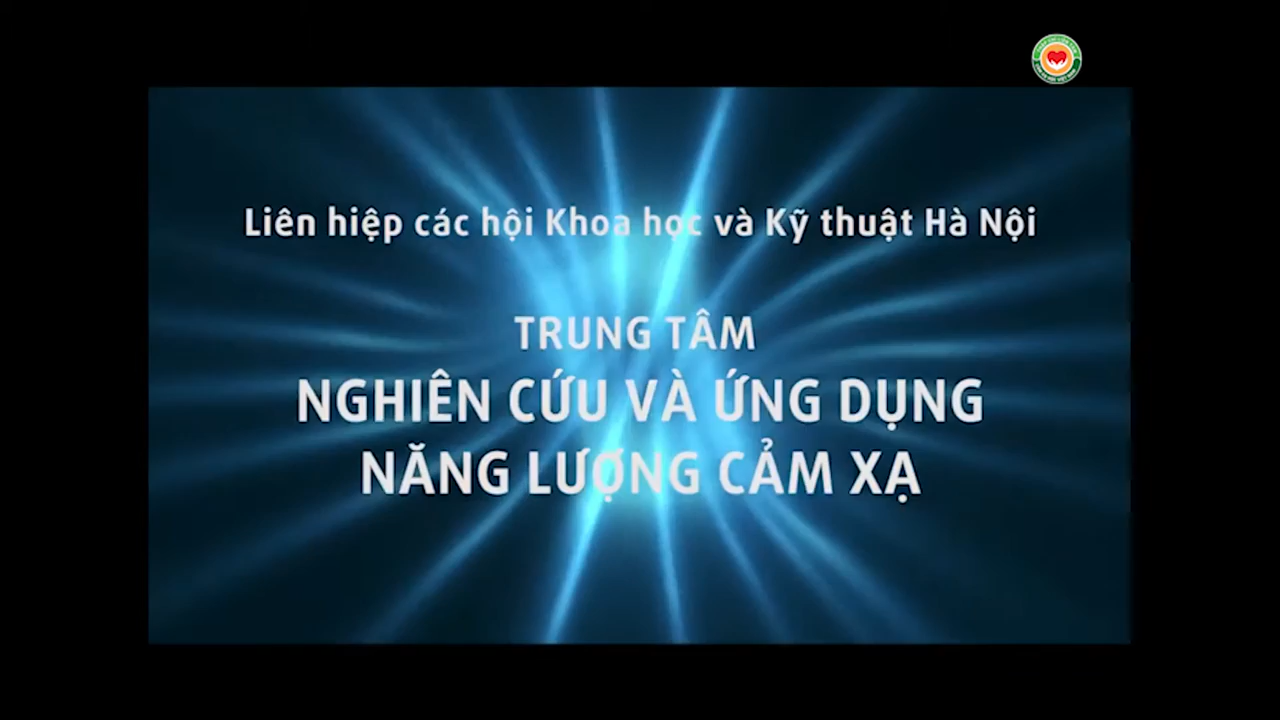 Liên hiệp các hội Khoa học và Kỹ thuật Hà Nội
TRUNG TÂM
NGHIÊN CỨU VÀ ỨNG DỤNG
NĂNG LƯỢNG CẢM XẠ